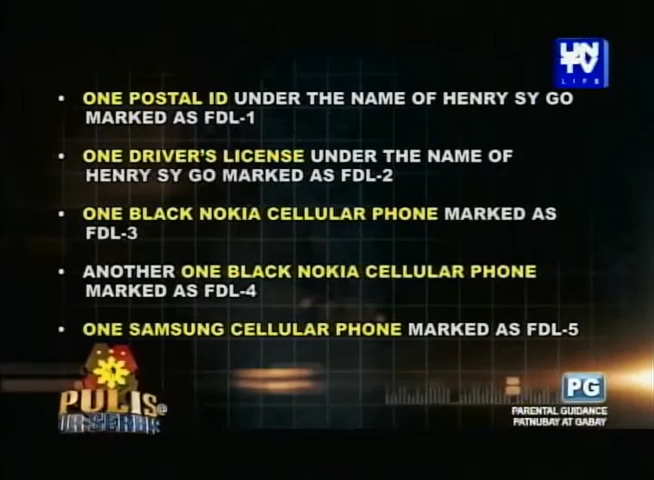 UNTV
LIFE
• ONE POSTAL ID UNDER THE NAME OF HENRY SY GO
MARKED AS FDL-1
• ONE DRIVER'S LICENSE UNDER THE NAME OF
HENRY SY GO MARKED AS FDL-2
• ONE BLACK NOKIA CELLULAR PHONE MARKED AS
FDL-3
• ANOTHER ONE BLACK NOKIA CELLULAR PHONE
MARKED AS FDL-4
• ONE SAMSUNG CELLULAR PHONE MARKED AS FDL-5
PULIS@
UR SERBIS
PG
PARENTAL GUIDANCE
PATNUBAY AT GABAY